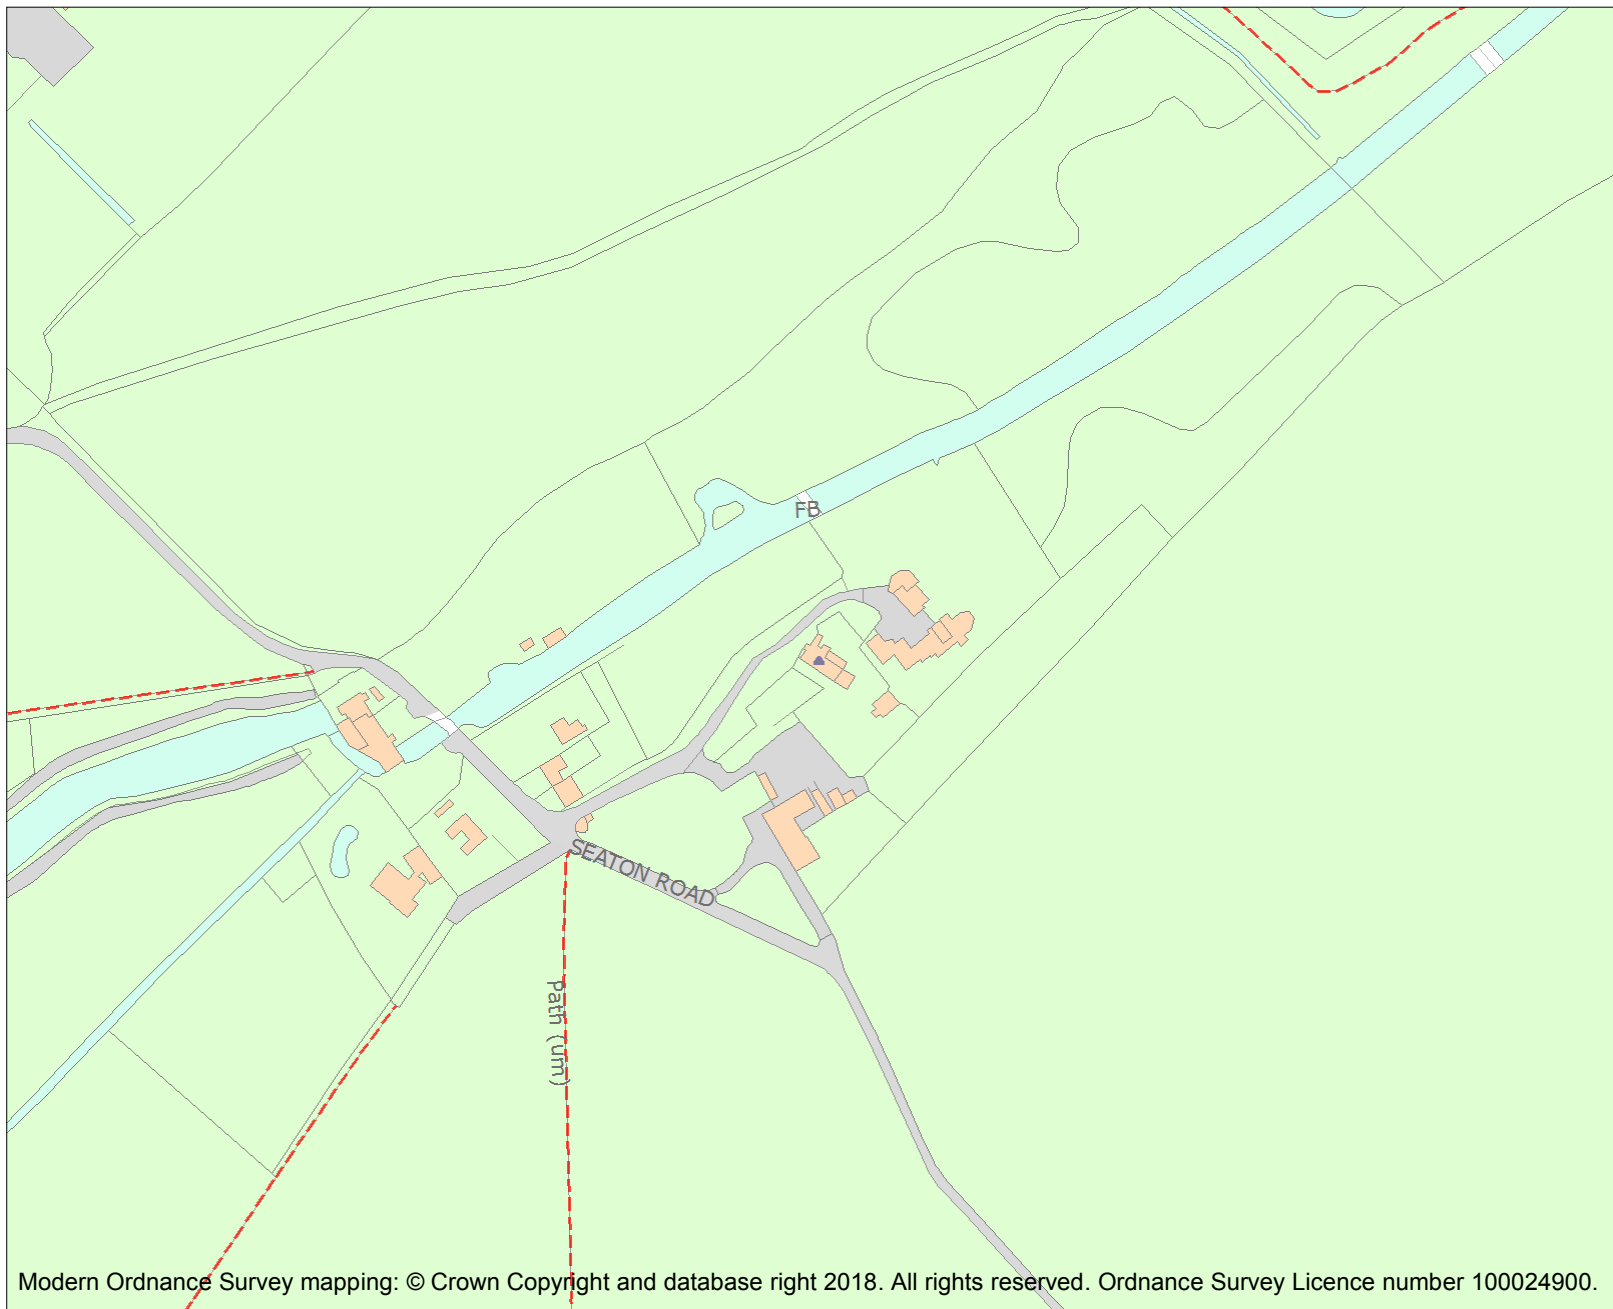 FB
SEATON ROAD
Path (um)
Modern Ordnance Survey mapping: © Crown Copyright and database right 2018. All rights reserved. Ordnance Survey Licence number 100024900.